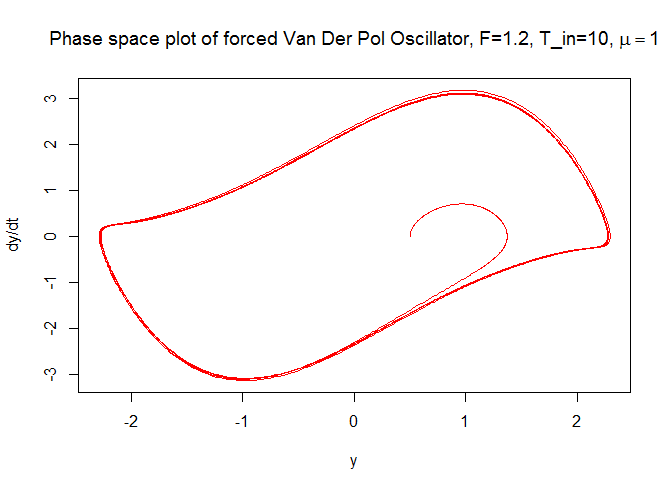 Phase space plot of forced Van Der Pol Oscillator, F=1.2, T_in=10, μ = 1
3
2
1
0
-1
-2
-3
dy/dt
-2 -1 0 1 2
y